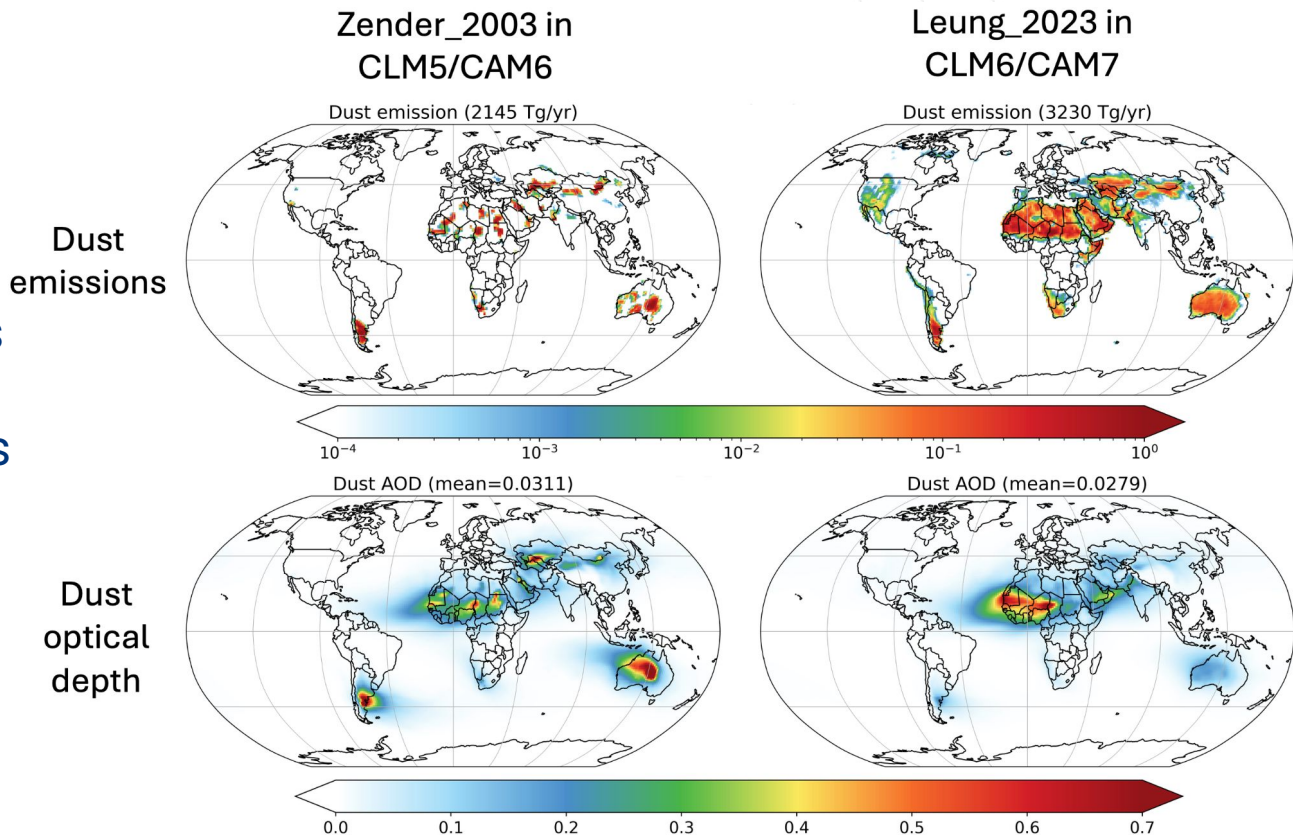 Zender_2003 in
CLM5/CAM6
Leung_2023 in
CLM6/CAM7
Dust emission (2145 Tg/yr)
Dust emission (3230 Tg/yr)
Dust
emissions
s
s
10⁻⁴ 10⁻³ 10⁻² 10⁻¹ 10⁰
Dust AOD (mean=0.0311)
Dust AOD (mean=0.0279)
Dust
optical
depth
0.0 0.1 0.2 0.3 0.4 0.5 0.6 0.7